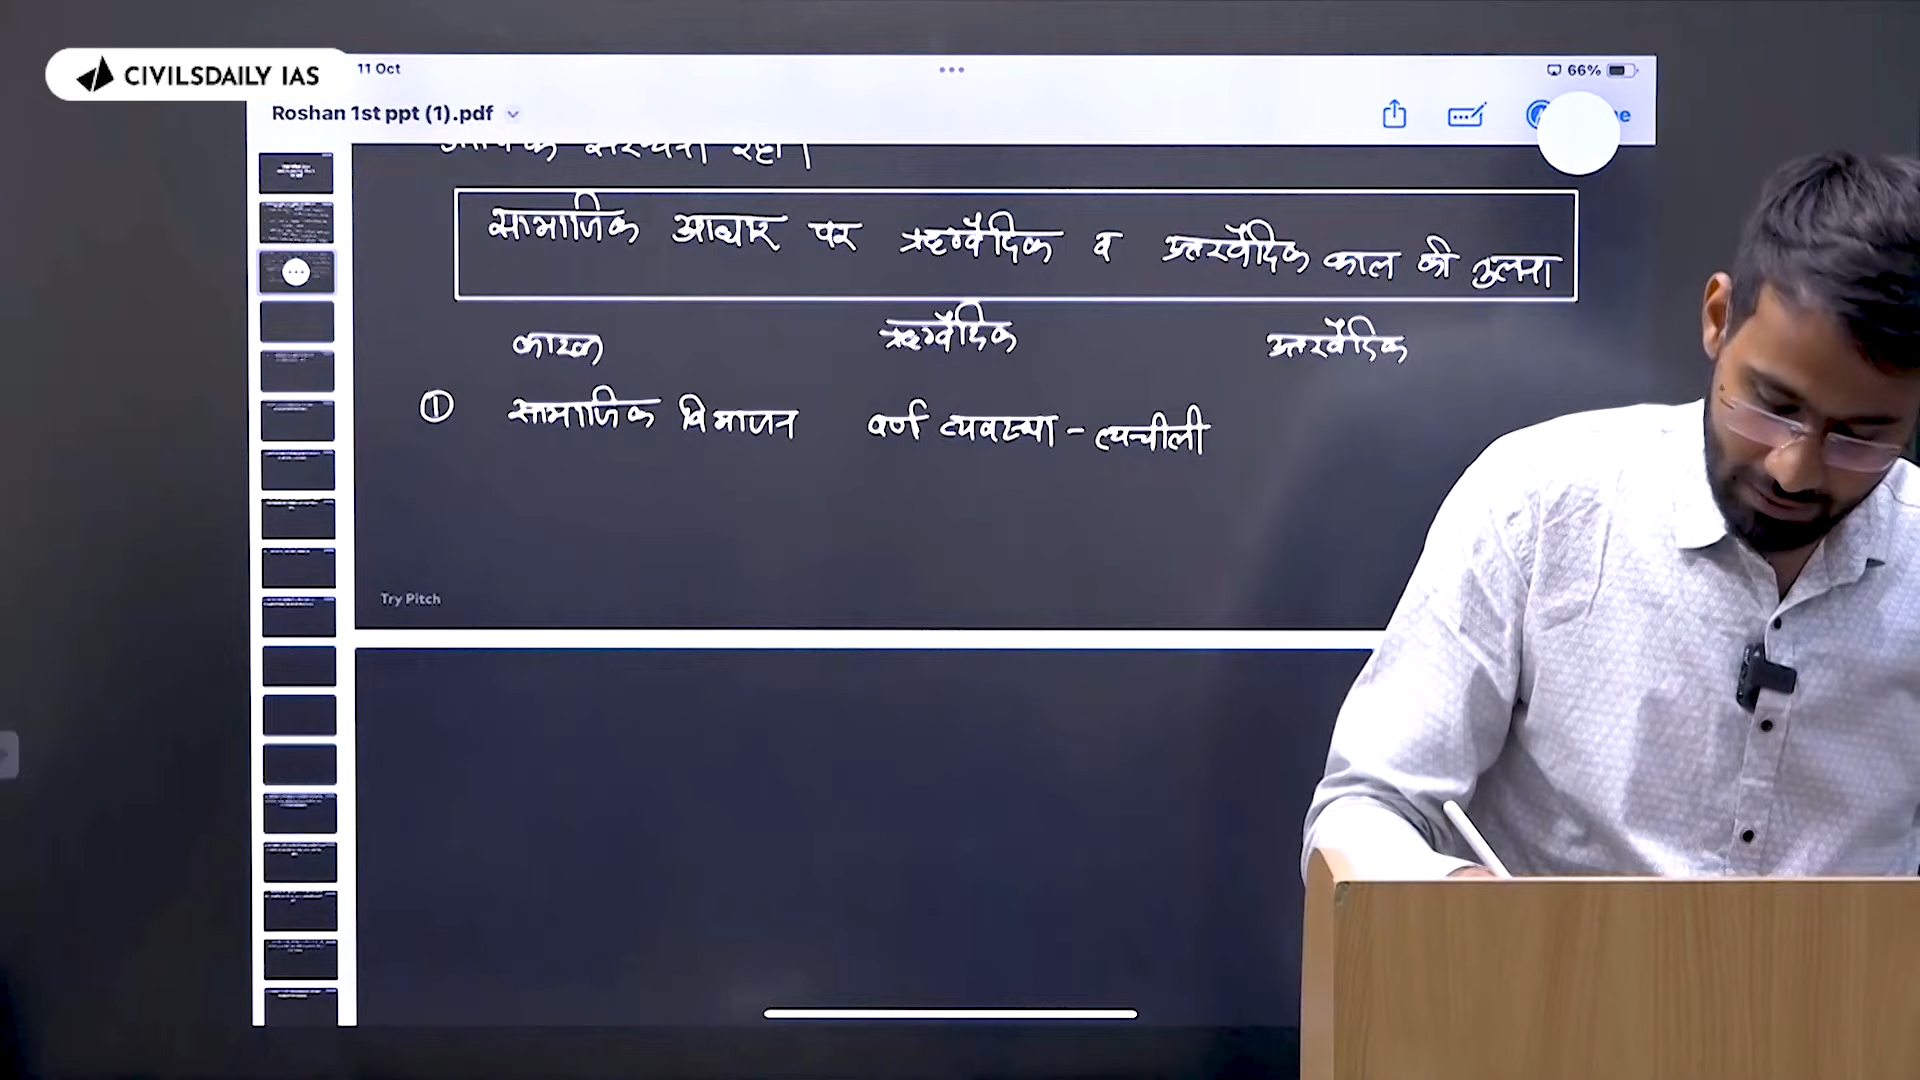 CIVILSDAILY IAS
11 Oct
66%
Roshan 1st ppt (1).pdf
रहा।
सामाजिक आधार पर ऋग्वैदिक व उत्तरवैदिक काल की तुलना
कारक ऋग्वैदिक उत्तरवैदिक
① सामाजिक विभाजन वर्ण व्यवस्था - लचीली
Try Pitch